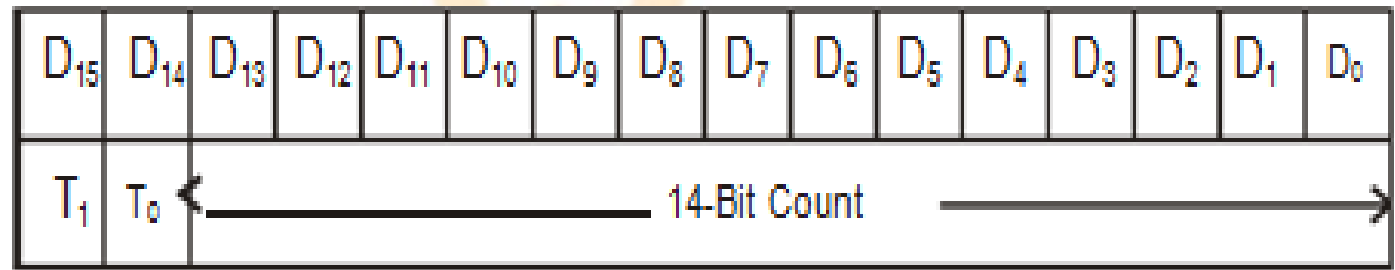 D₁₅ D₁₄ D₁₃ D₁₂ D₁₁ D₁₀ D₉ D₈ D₇ D₆ D₅ D₄ D₃ D₂ D₁ D₀
T₁ T₀ 14-Bit Count